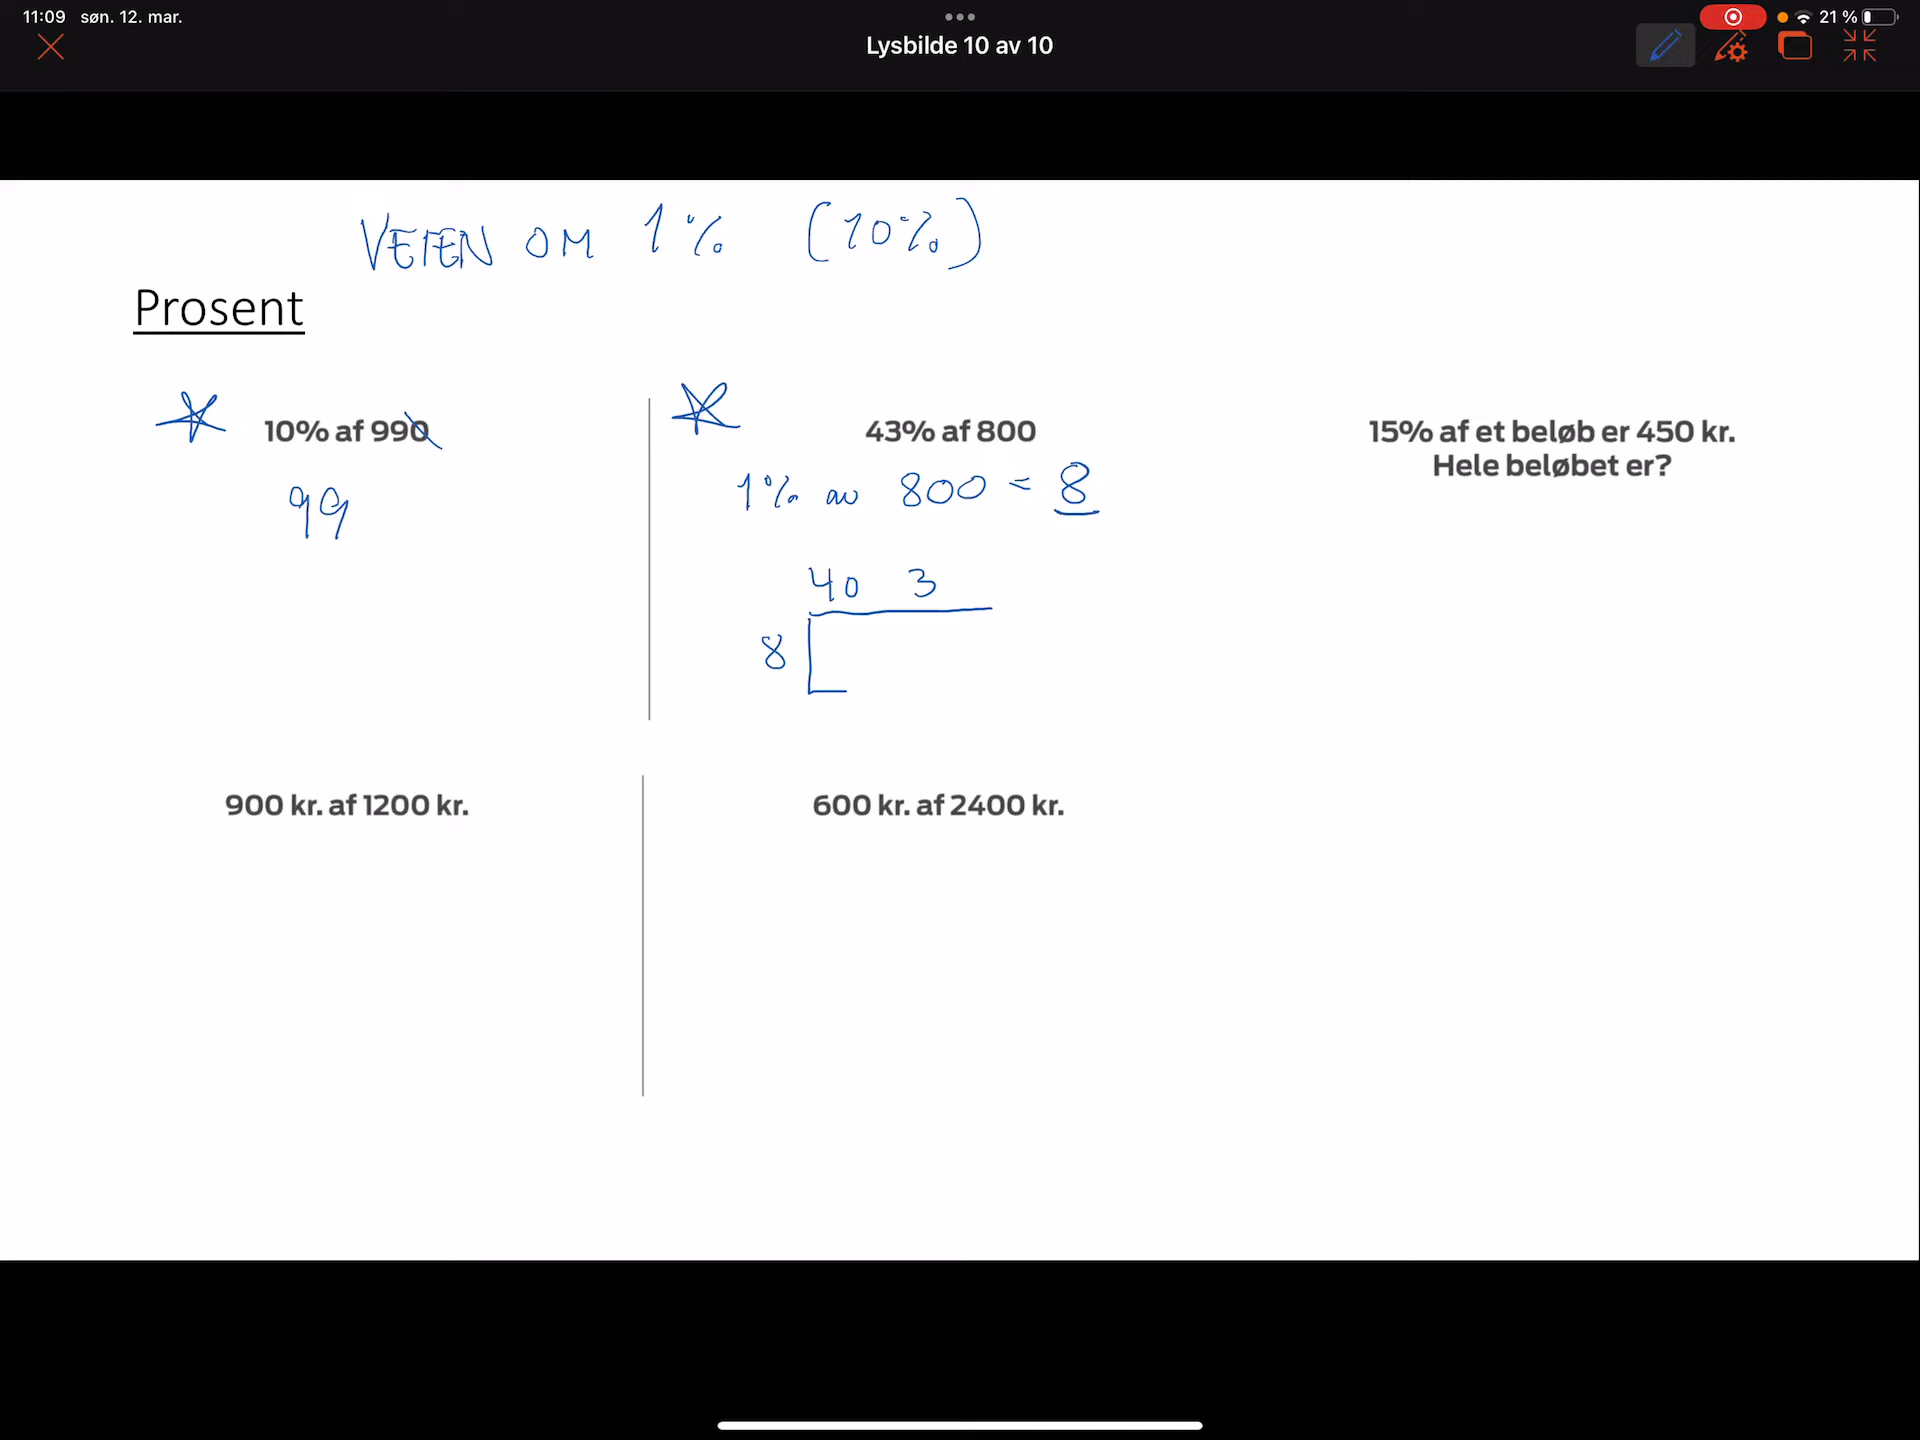 11:09 søn. 12. mar.
21 %
Lysbilde 10 av 10
VEIEN OM 1% (10%)
Prosent
10% af 990
99
43% af 800
1% av 800 = 8
40 3
8
15% af et beløb er 450 kr.
Hele beløbet er?
900 kr. af 1200 kr.
600 kr. af 2400 kr.